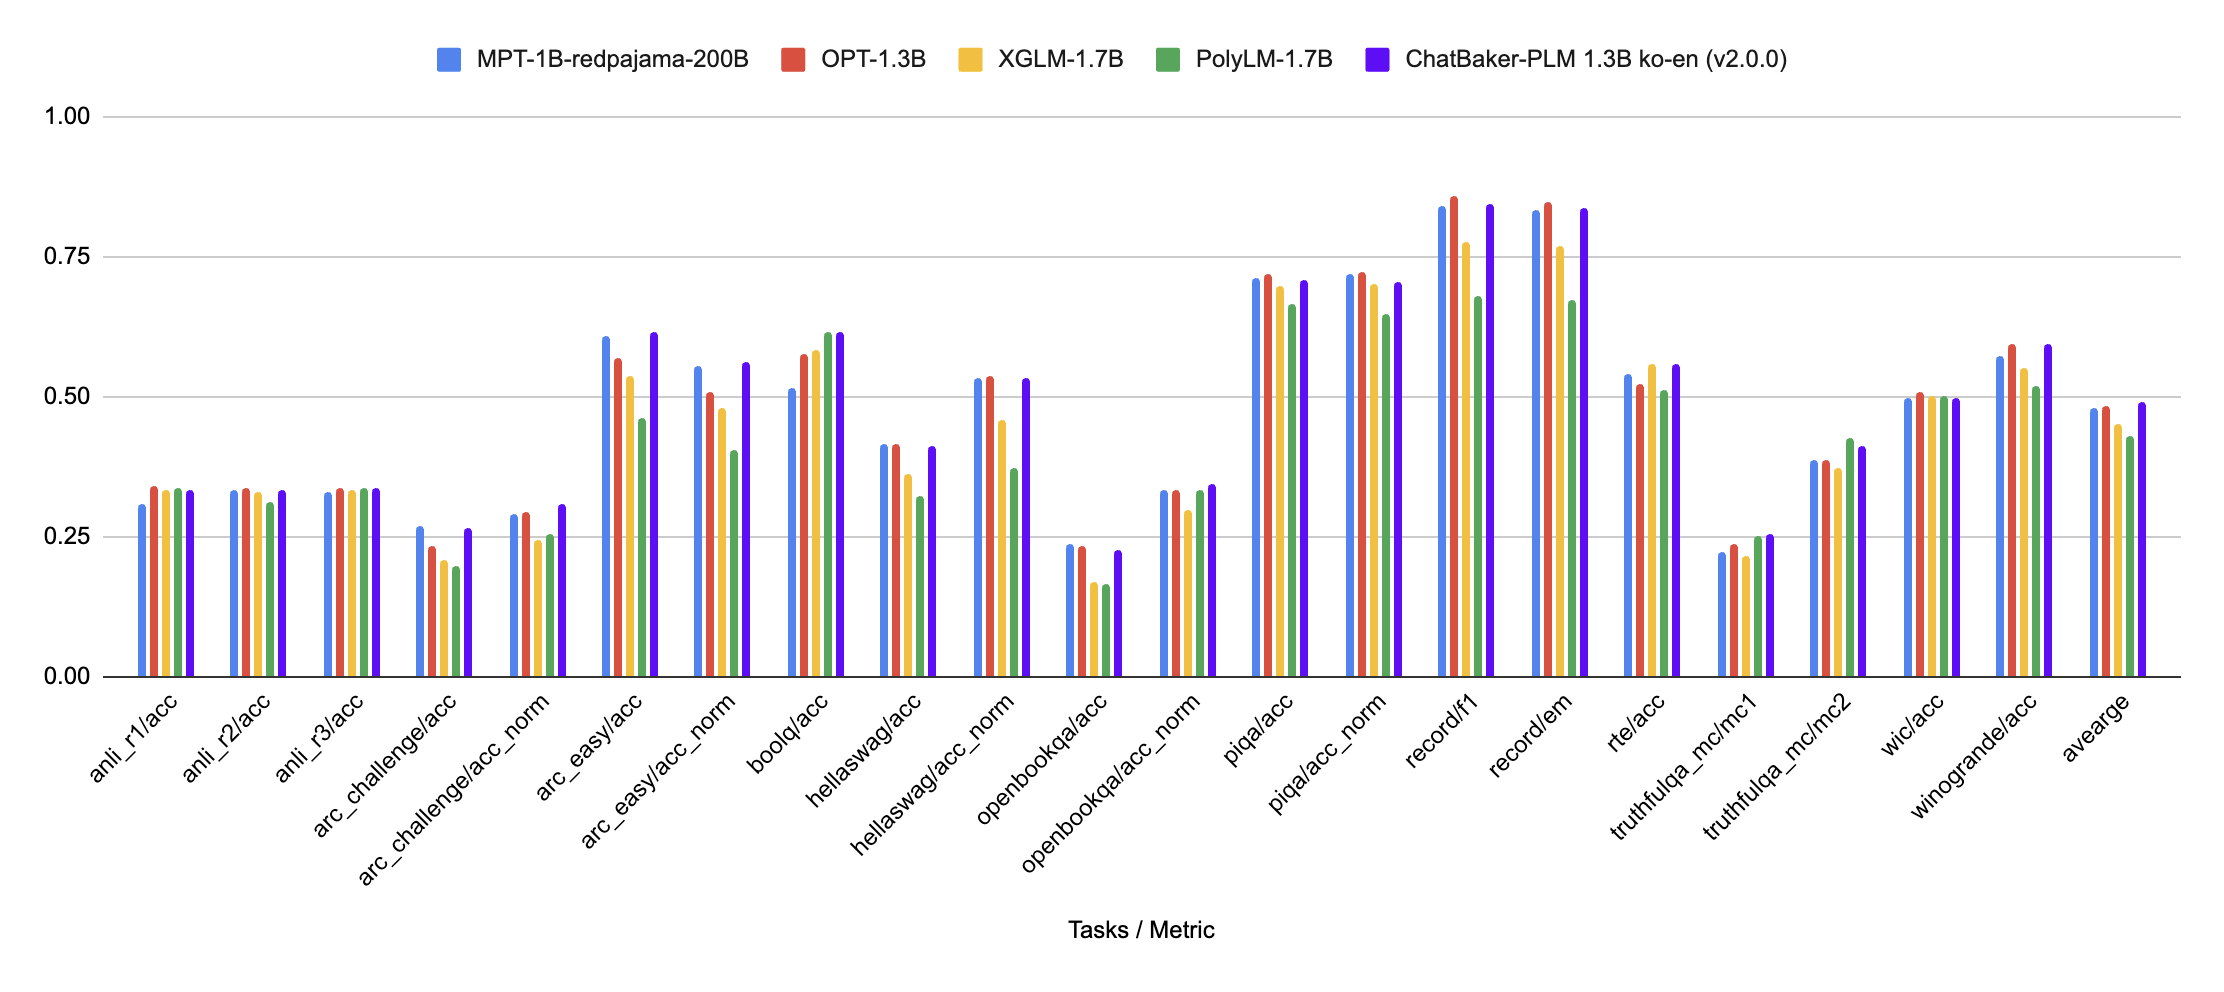 MPT-1B-redpajama-200B OPT-1.3B XGLM-1.7B PolyLM-1.7B ChatBaker-PLM 1.3B ko-en (v2.0.0)
1.00
0.75
0.50
0.25
0.00
anli_r1/acc
anli_r2/acc
anli_r3/acc
arc_challenge/acc
arc_challenge/acc_norm
arc_easy/acc
arc_easy/acc_norm
boolq/acc
hellaswag/acc
hellaswag/acc_norm
openbookqa/acc
openbookqa/acc_norm
piqa/acc
piqa/acc_norm
record/f1
record/em
rte/acc
truthfulqa_mc/mc1
truthfulqa_mc/mc2
wic/acc
winogrande/acc
avearge
Tasks / Metric